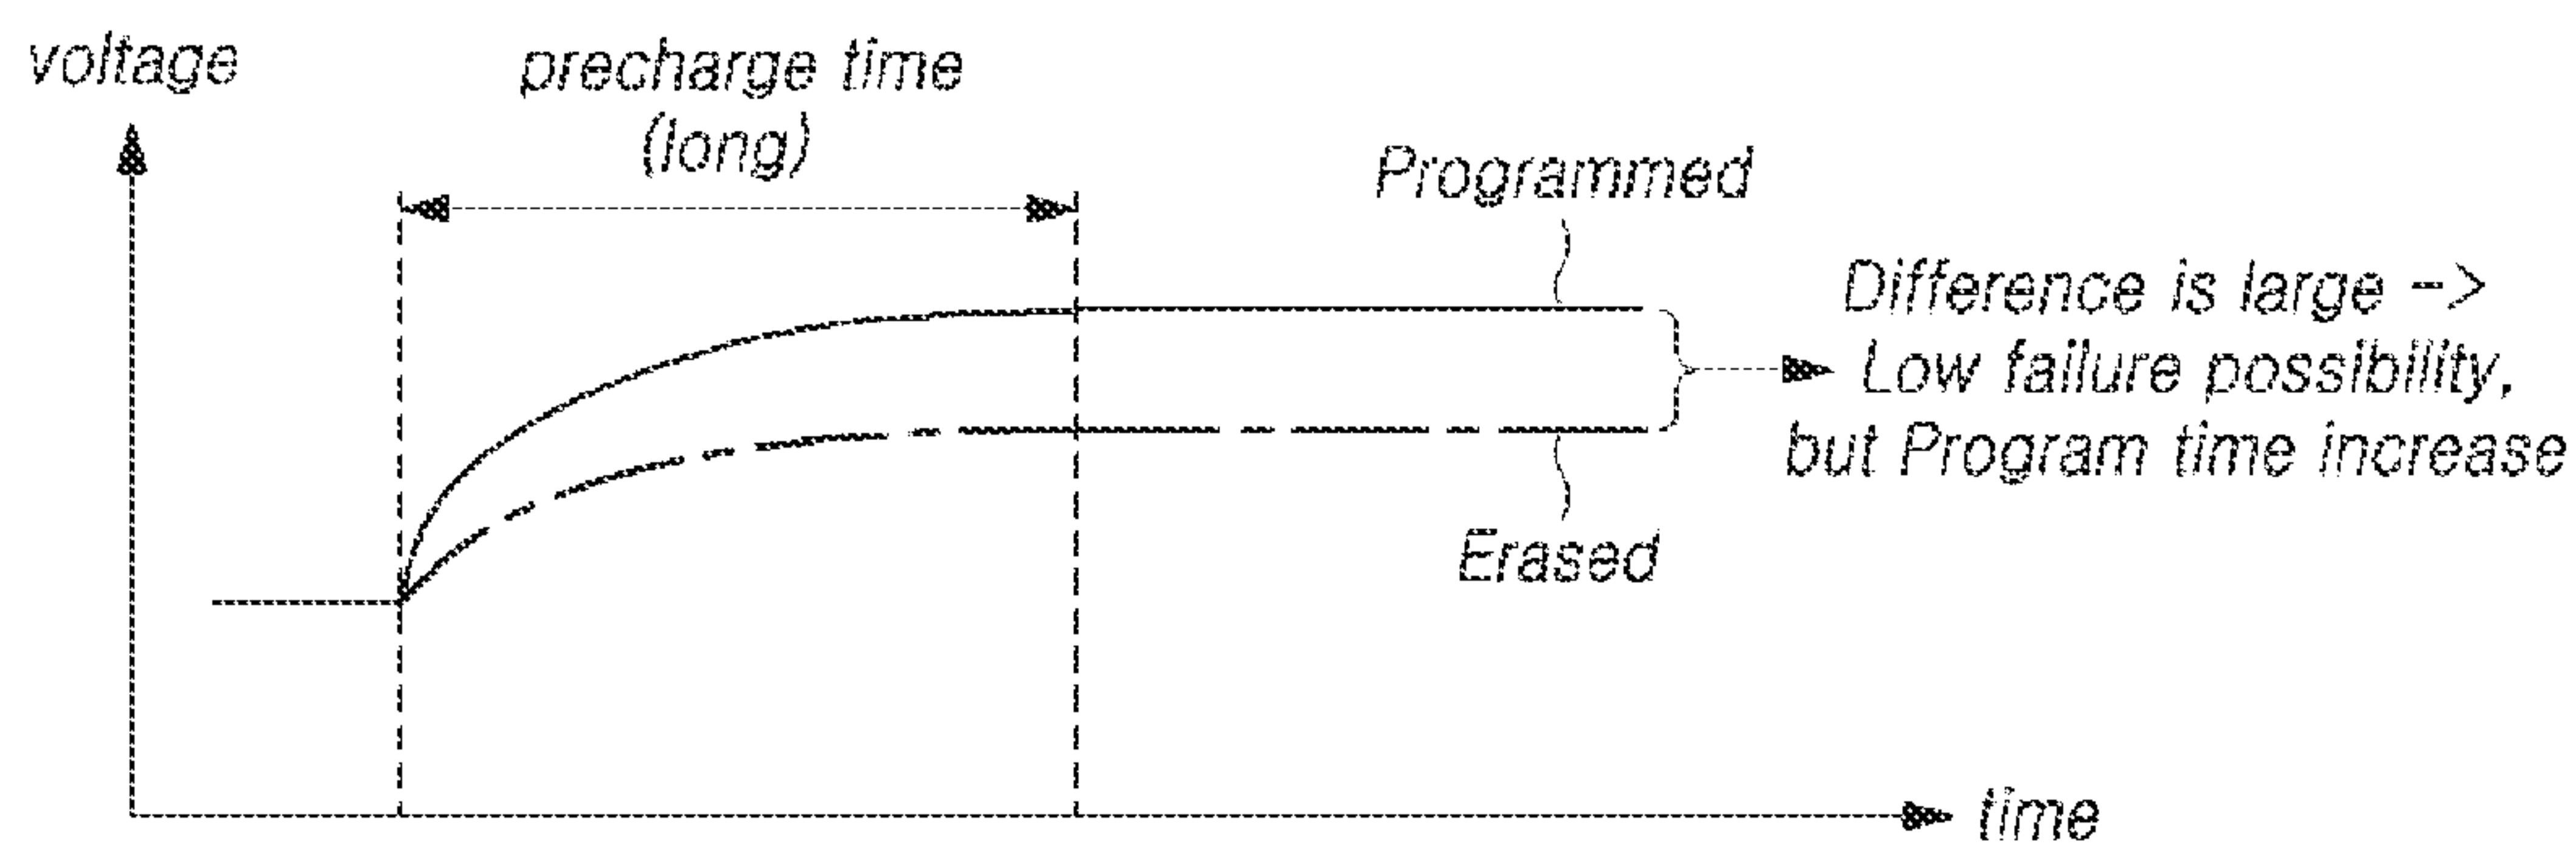 voltage
precharge time
(long)
Programmed
Difference is large ->
Low failure possibility,
but Program time increase
Erased
time